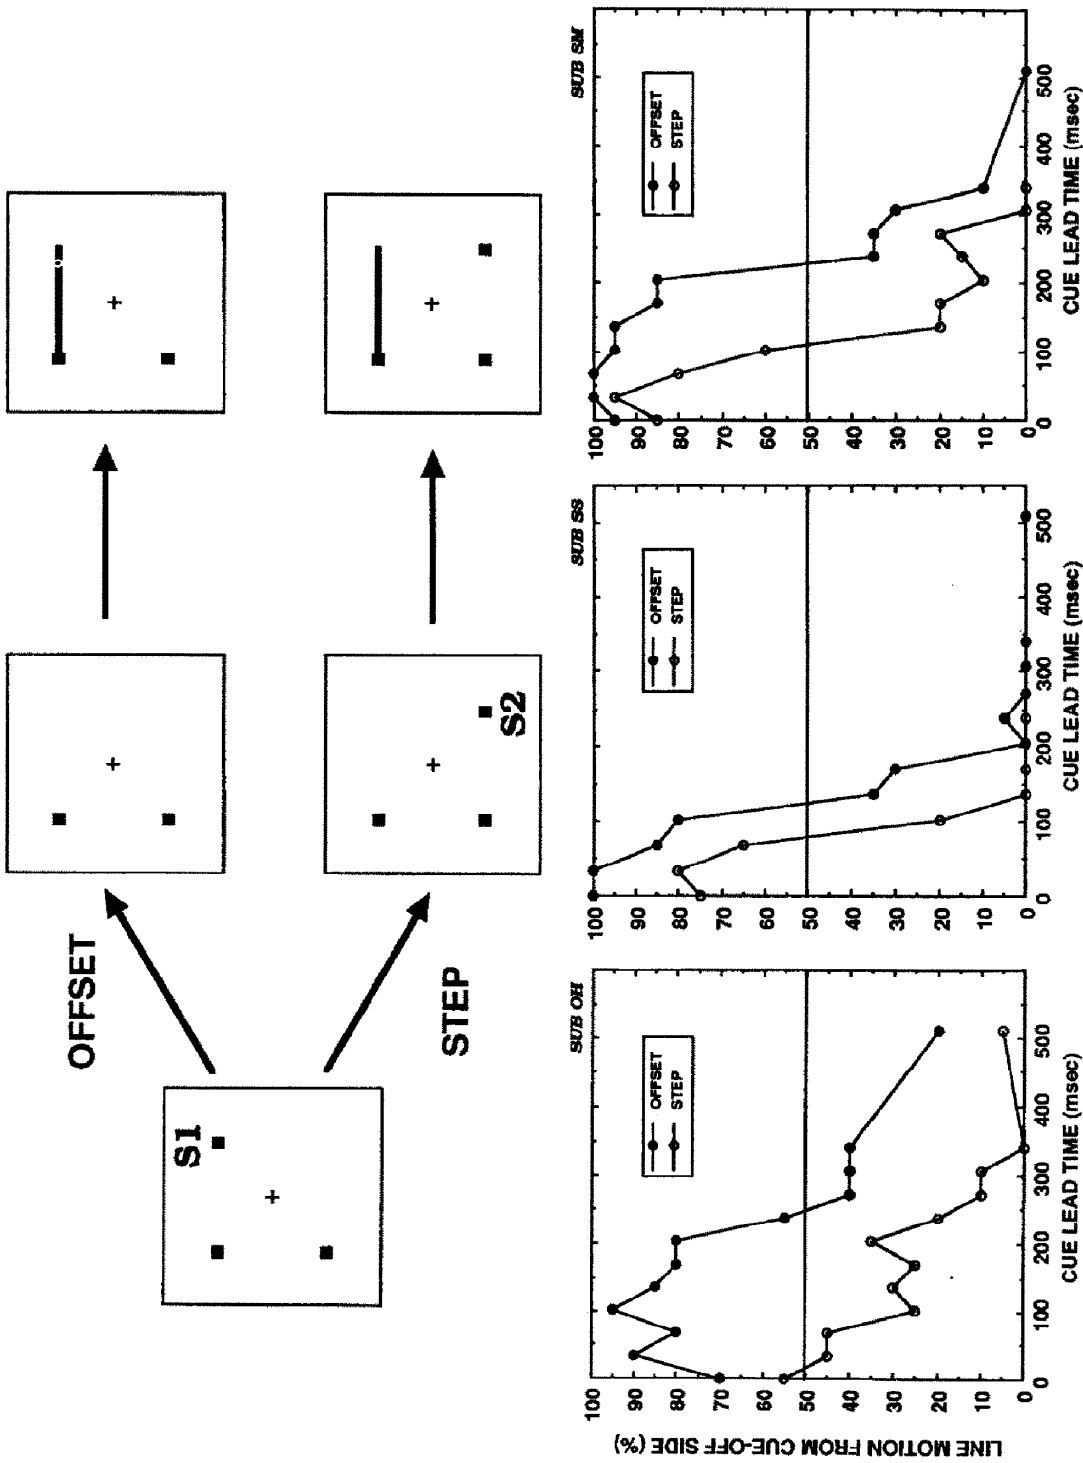 S1
OFFSET
STEP
S2
SUB OH
OFFSET
STEP
LINE MOTION FROM CUE-OFF SIDE (%)
100
90
80
70
60
50
40
30
20
10
0
0 100 200 300 400 500
CUE LEAD TIME (msec)
SUB SS
OFFSET
STEP
100
90
80
70
60
50
40
30
20
10
0
0 100 200 300 400 500
CUE LEAD TIME (msec)
SUB SM
OFFSET
STEP
100
90
80
70
60
50
40
30
20
10
0
0 100 200 300 400 500
CUE LEAD TIME (msec)